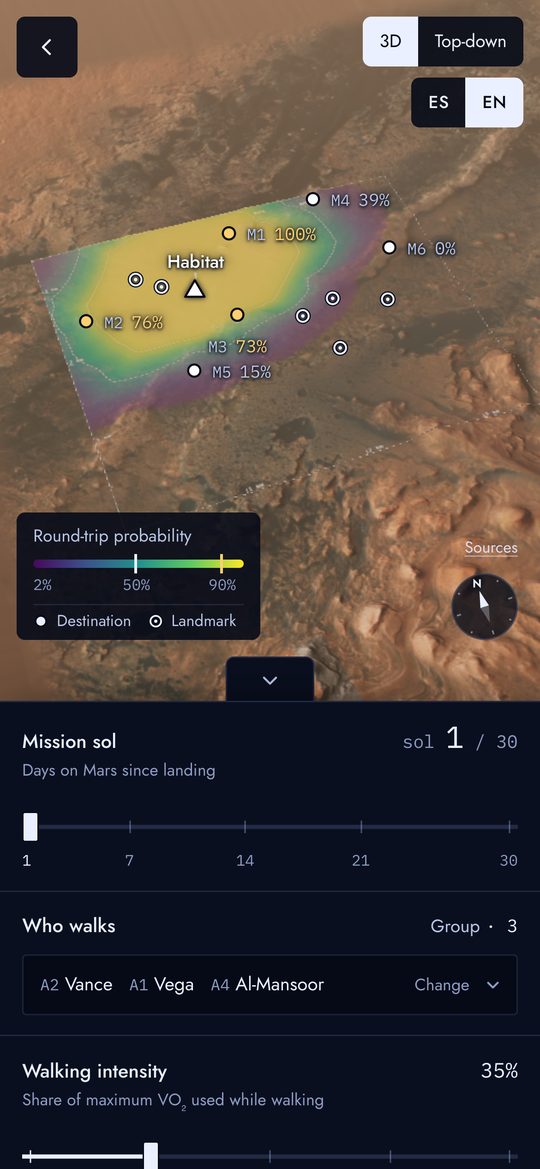 3D Top-down
ES EN
M4 39%
M1 100%
M6 0%
Habitat
M2 76%
M3 73%
M5 15%
Round-trip probability
2% 50% 90%
Destination Landmark
Sources
N
Mission sol
sol 1 / 30
Days on Mars since landing
1 7 14 21 30
Who walks
Group · 3
A2 Vance A1 Vega A4 Al-Mansoor
Change
Walking intensity
35%
Share of maximum VO₂ used while walking